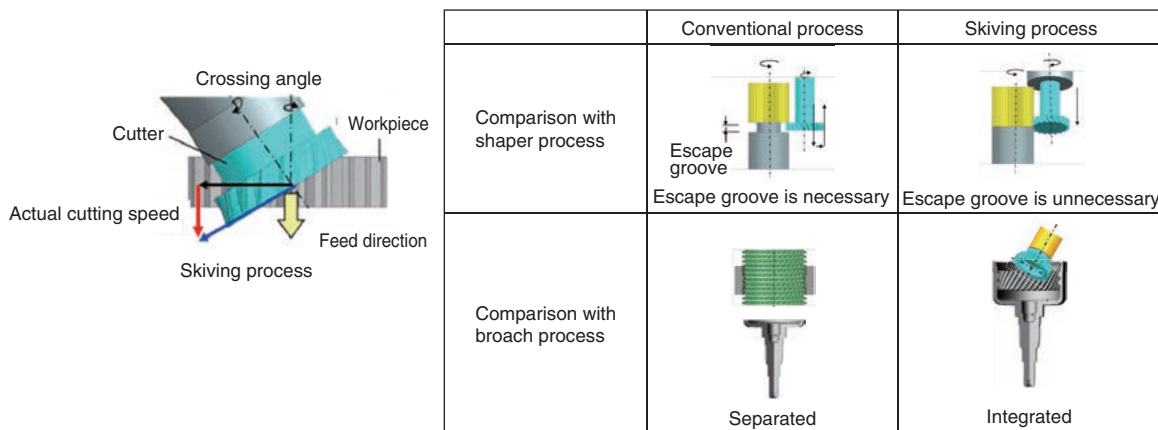 Crossing angle
Cutter
Workpiece
Actual cutting speed
Feed direction
Skiving process
Conventional process
Skiving process
Comparison with
shaper process
Escape
groove
Escape groove is necessary
Escape groove is unnecessary
Comparison with
broach process
Separated
Integrated